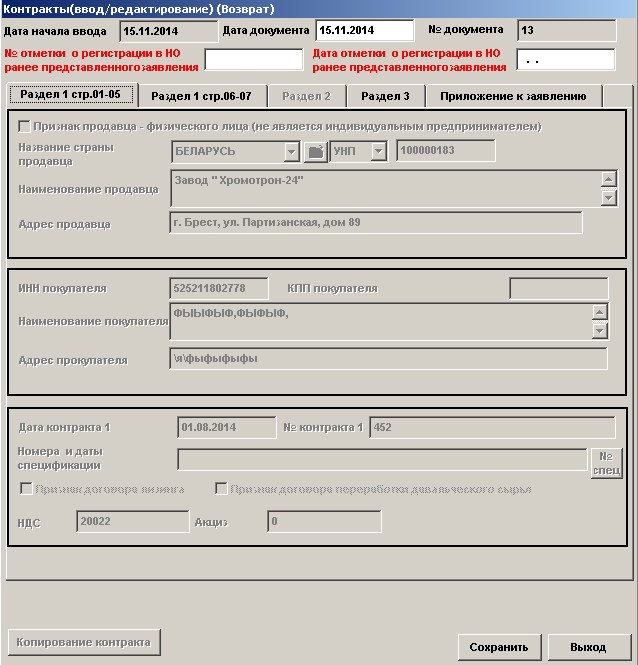 Контракты(ввод/редактирование) (Возврат)
Дата начала ввода 15.11.2014 Дата документа 15.11.2014 № документа 13
№ отметки о регистрации в НО ранее представленногозаявления
Дата отметки о регистрации в НО ранее представленногозаявления . .
Раздел 1 стр.01-05 Раздел 1 стр.06-07 Раздел 2 Раздел 3 Приложение к заявлению
Признак продавца - физического лица (не является индивидуальным предпринимателем)
Название страны продавца БЕЛАРУСЬ УНП 100000183
Наименование продавца Завод " Хромотрон-24"
Адрес продавца г. Брест, ул. Партизанская, дом 89
ИНН покупателя 525211802778 КПП покупателя
Наименование покупателя ФЫЫФЫФ,ФЫФЫФ,
Адрес прокупателя \я\фыфыфыфы
Дата контракта 1 01.08.2014 № контракта 1 452
Номера и даты спецификации № спец
Признак договора лизинга Признак договора переработки давальческого сырья
НДС 20022 Акциз 0
Копирование контракта Сохранить Выход